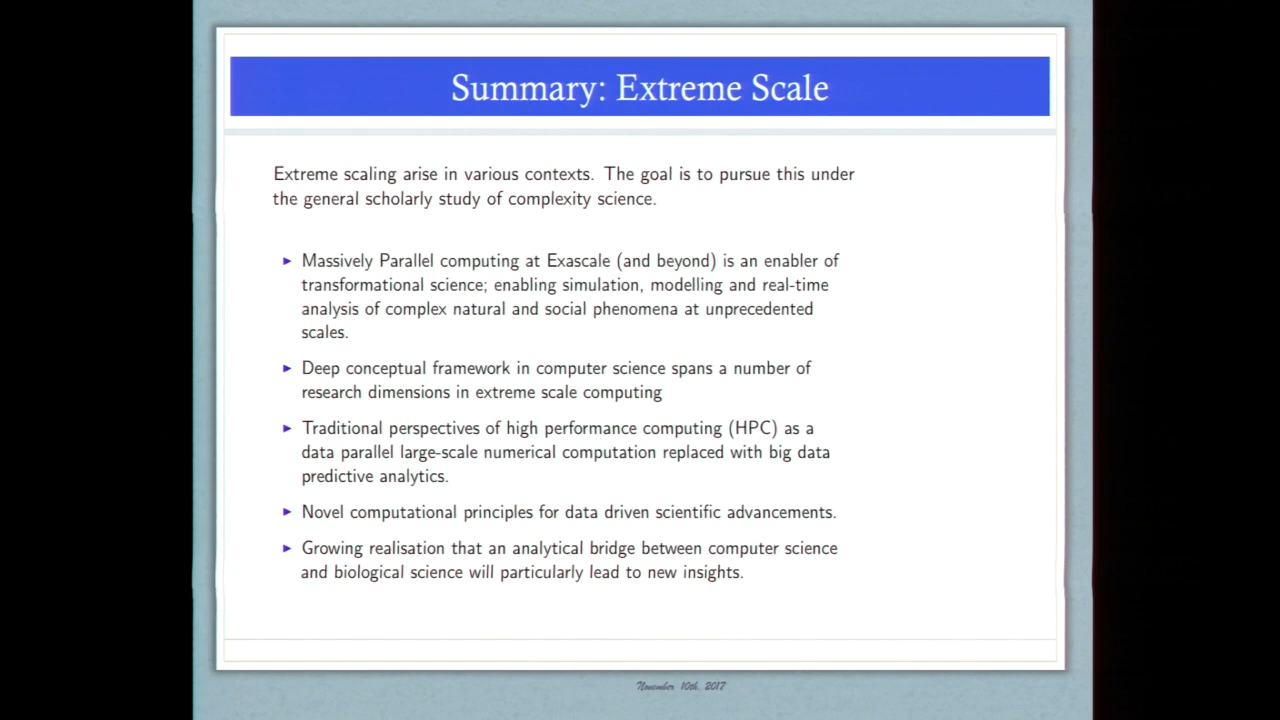 Summary: Extreme Scale
Extreme scaling arise in various contexts. The goal is to pursue this under
the general scholarly study of complexity science.
▶ Massively Parallel computing at Exascale (and beyond) is an enabler of
transformational science; enabling simulation, modelling and real-time
analysis of complex natural and social phenomena at unprecedented
scales.
▶ Deep conceptual framework in computer science spans a number of
research dimensions in extreme scale computing
▶ Traditional perspectives of high performance computing (HPC) as a
data parallel large-scale numerical computation replaced with big data
predictive analytics.
▶ Novel computational principles for data driven scientific advancements.
▶ Growing realisation that an analytical bridge between computer science
and biological science will particularly lead to new insights.
November 10th, 2017